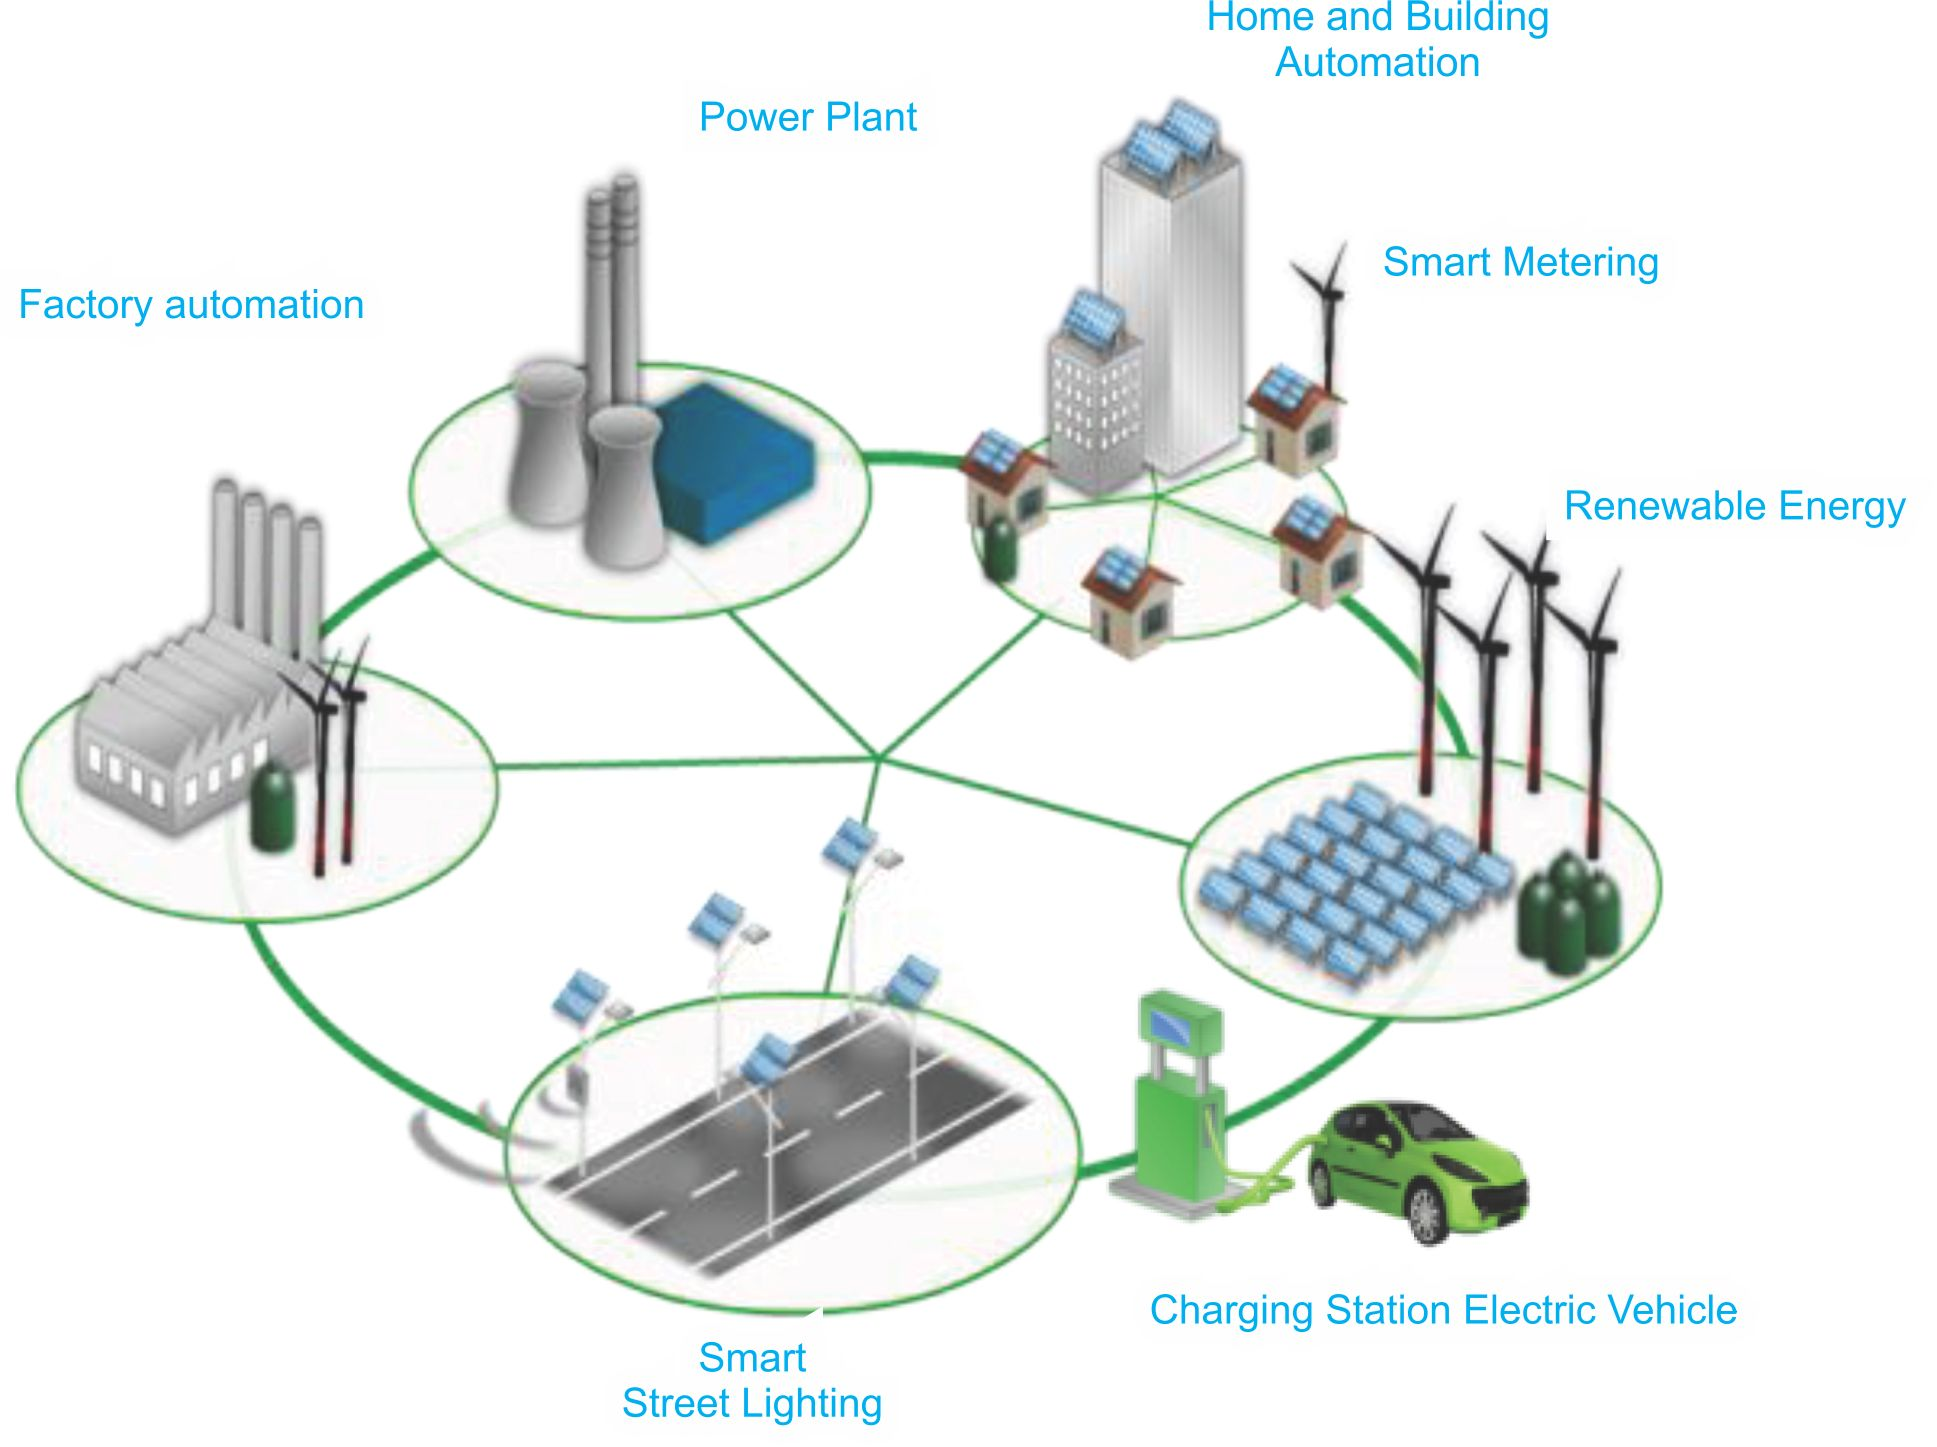 Home and Building
Automation
Power Plant
Smart Metering
Factory automation
Renewable Energy
Charging Station Electric Vehicle
Smart
Street Lighting